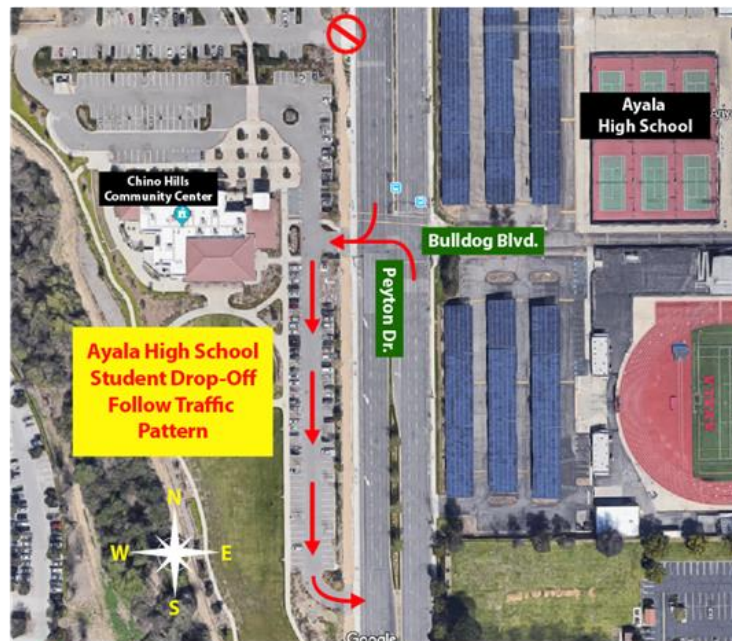 Ayala
High School
Chino Hills
Community Center
Bulldog Blvd.
Peyton Dr.
Ayala High School
Student Drop-Off
Follow Traffic
Pattern
N
W
E
S
Google